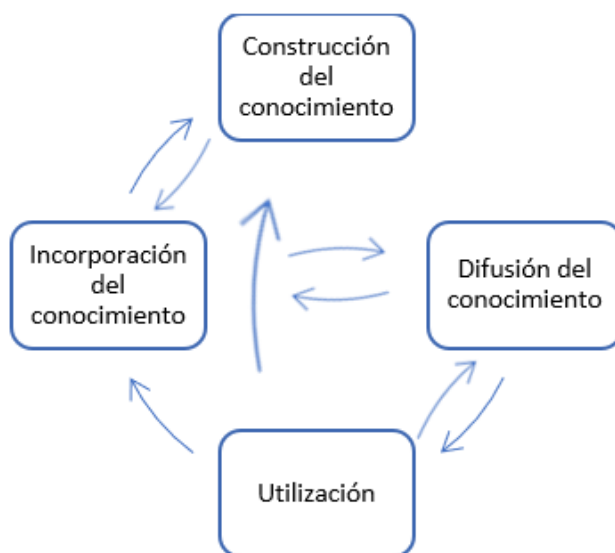 Construcción
del
conocimiento
Incorporación
del
conocimiento
Difusión del
conocimiento
Utilización